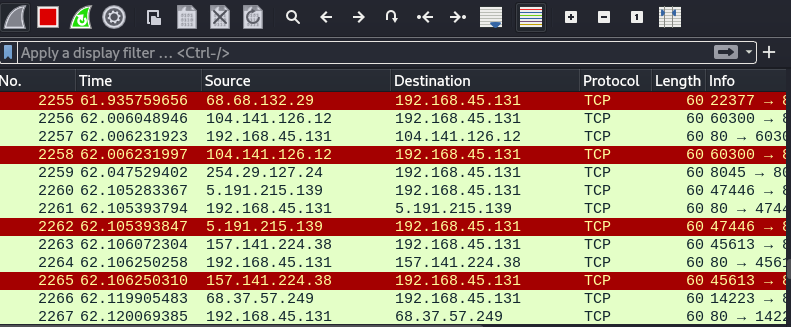 Apply a display filter … <Ctrl-/>
No. Time Source Destination Protocol Length Info
2255 61.935759656 68.68.132.29 192.168.45.131 TCP 60 22377 → 8
2256 62.006048946 104.141.126.12 192.168.45.131 TCP 60 60300 → 8
2257 62.006231923 192.168.45.131 104.141.126.12 TCP 60 80 → 6030
2258 62.006231997 104.141.126.12 192.168.45.131 TCP 60 60300 → 8
2259 62.047529402 254.29.127.24 192.168.45.131 TCP 60 8045 → 80
2260 62.105283367 5.191.215.139 192.168.45.131 TCP 60 47446 → 8
2261 62.105393794 192.168.45.131 5.191.215.139 TCP 60 80 → 4744
2262 62.105393847 5.191.215.139 192.168.45.131 TCP 60 47446 → 8
2263 62.106072304 157.141.224.38 192.168.45.131 TCP 60 45613 → 8
2264 62.106250258 192.168.45.131 157.141.224.38 TCP 60 80 → 4561
2265 62.106250310 157.141.224.38 192.168.45.131 TCP 60 45613 → 8
2266 62.119905483 68.37.57.249 192.168.45.131 TCP 60 14223 → 8
2267 62.120069385 192.168.45.131 68.37.57.249 TCP 60 80 → 1422